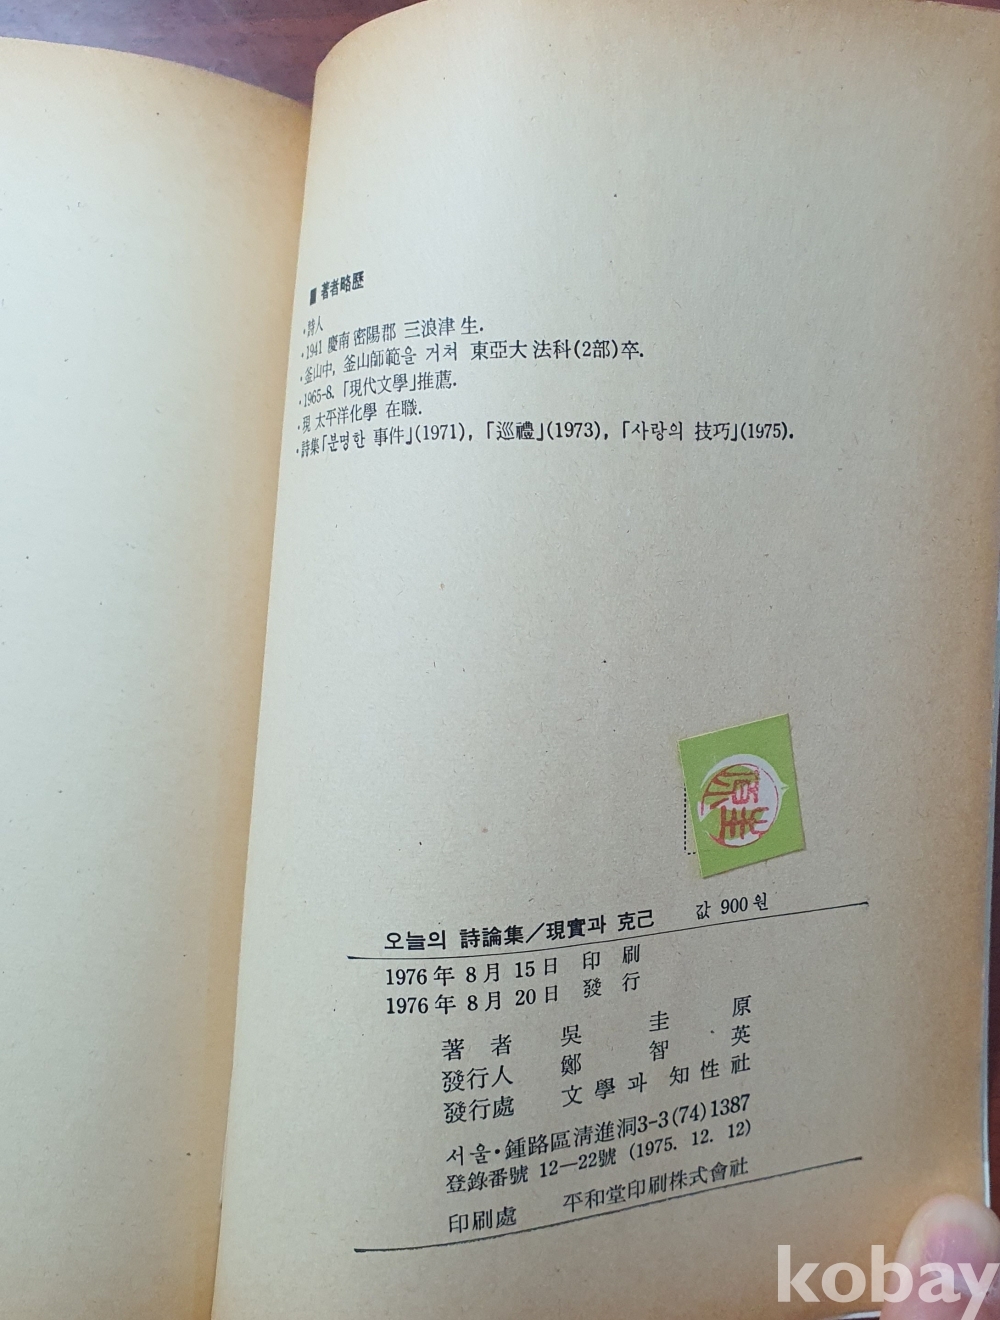 ■ 著者略歷
·詩人
·1941 慶南 密陽郡 三浪津 生.
·釜山中, 釜山師範을 거쳐 東亞大 法科(2部)卒.
·1965-8. 「現代文學」推薦.
·現 太平洋化學 在職.
·詩集「분명한 事件」(1971), 「巡禮」(1973), 「사랑의 技巧」(1975).
오늘의 詩論集/現實과 克己 값 900원
1976年 8月 15日 印 刷
1976年 8月 20日 發 行
著 者 吳 圭 原
發行人 鄭 智 英
發行處 文學과 知性社
서울·鍾路區淸進洞3-3(74)1387
登錄番號 12—22號 (1975. 12. 12)
印刷處 平和堂印刷株式會社
kobay